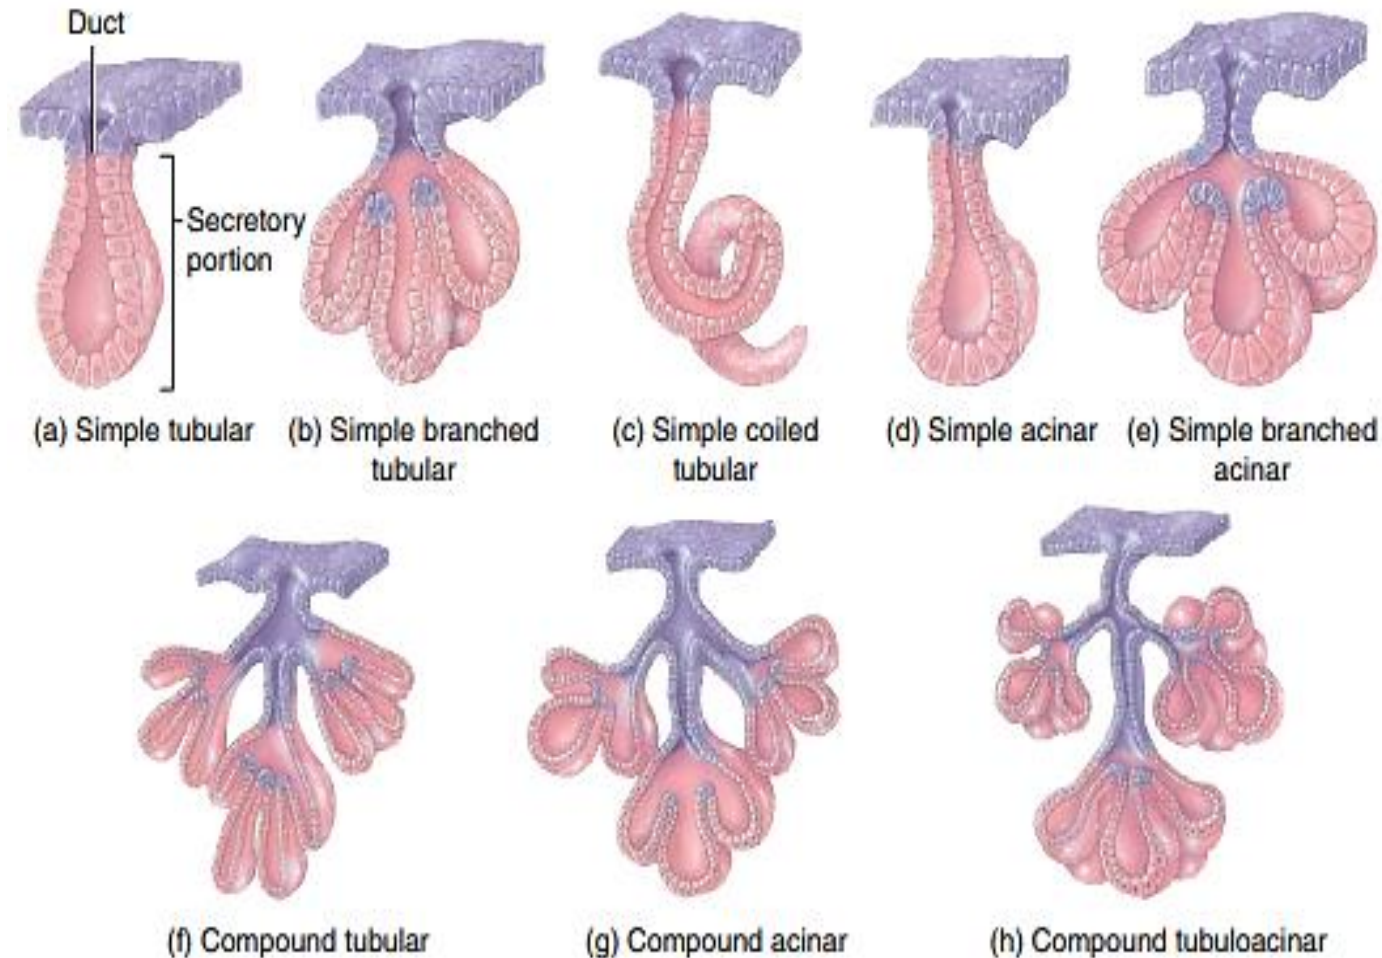 Duct
Secretory
portion
(a) Simple tubular
(b) Simple branched
tubular
(c) Simple coiled
tubular
(d) Simple acinar
(e) Simple branched
acinar
(f) Compound tubular
(g) Compound acinar
(h) Compound tubuloacinar